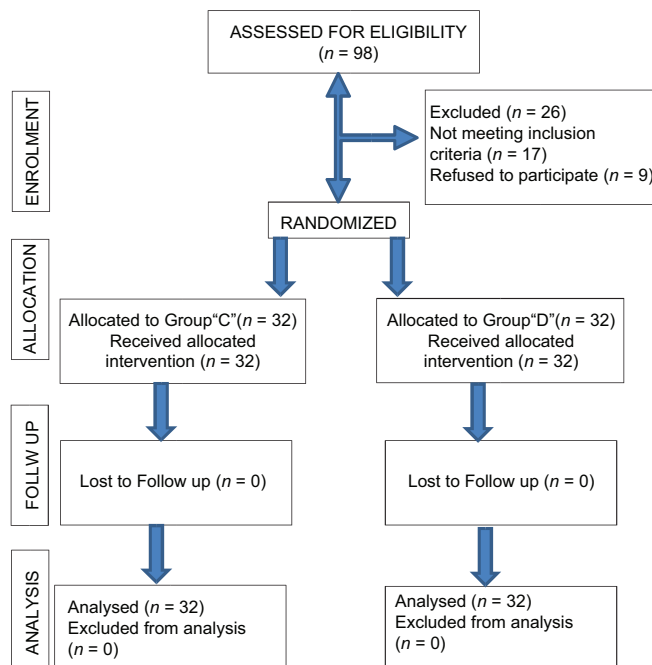 ASSESSED FOR ELIGIBILITY
(n = 98)
ENROLMENT
Excluded (n = 26)
Not meeting inclusion
criteria (n = 17)
Refused to participate (n = 9)
RANDOMIZED
ALLOCATION
Allocated to Group“C”(n = 32)
Received allocated
intervention (n = 32)
Allocated to Group“D”(n = 32)
Received allocated
intervention (n = 32)
FOLLW UP
Lost to Follow up (n = 0)
Lost to Follow up (n = 0)
ANALYSIS
Analysed (n = 32)
Excluded from analysis
(n = 0)
Analysed (n = 32)
Excluded from analysis
(n = 0)